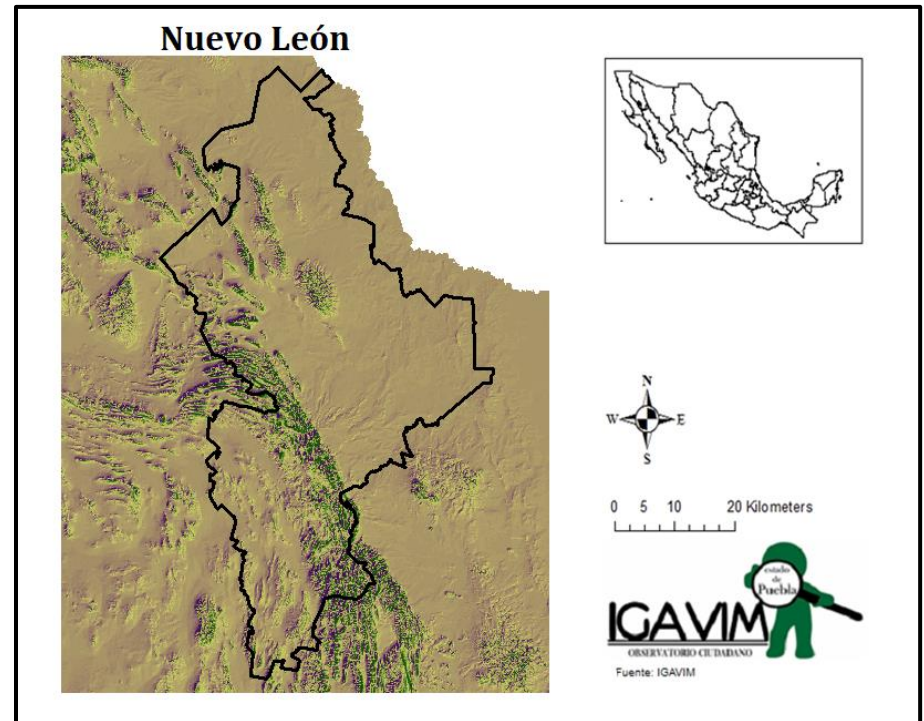 Nuevo León
N
W E
S
0 5 10 20 Kilometers
estado
de
Puebla
IGAVIM
OBSERVATORIO CIUDADANO
Fuente: IGAVIM